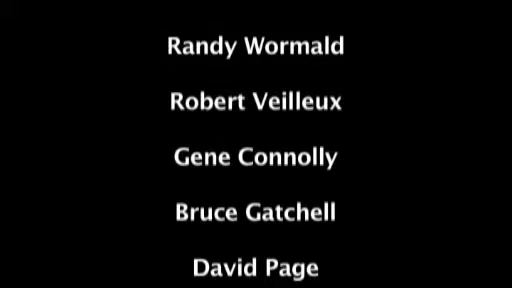 Randy Wormald
Robert Veilleux
Gene Connolly
Bruce Gatchell
David Page